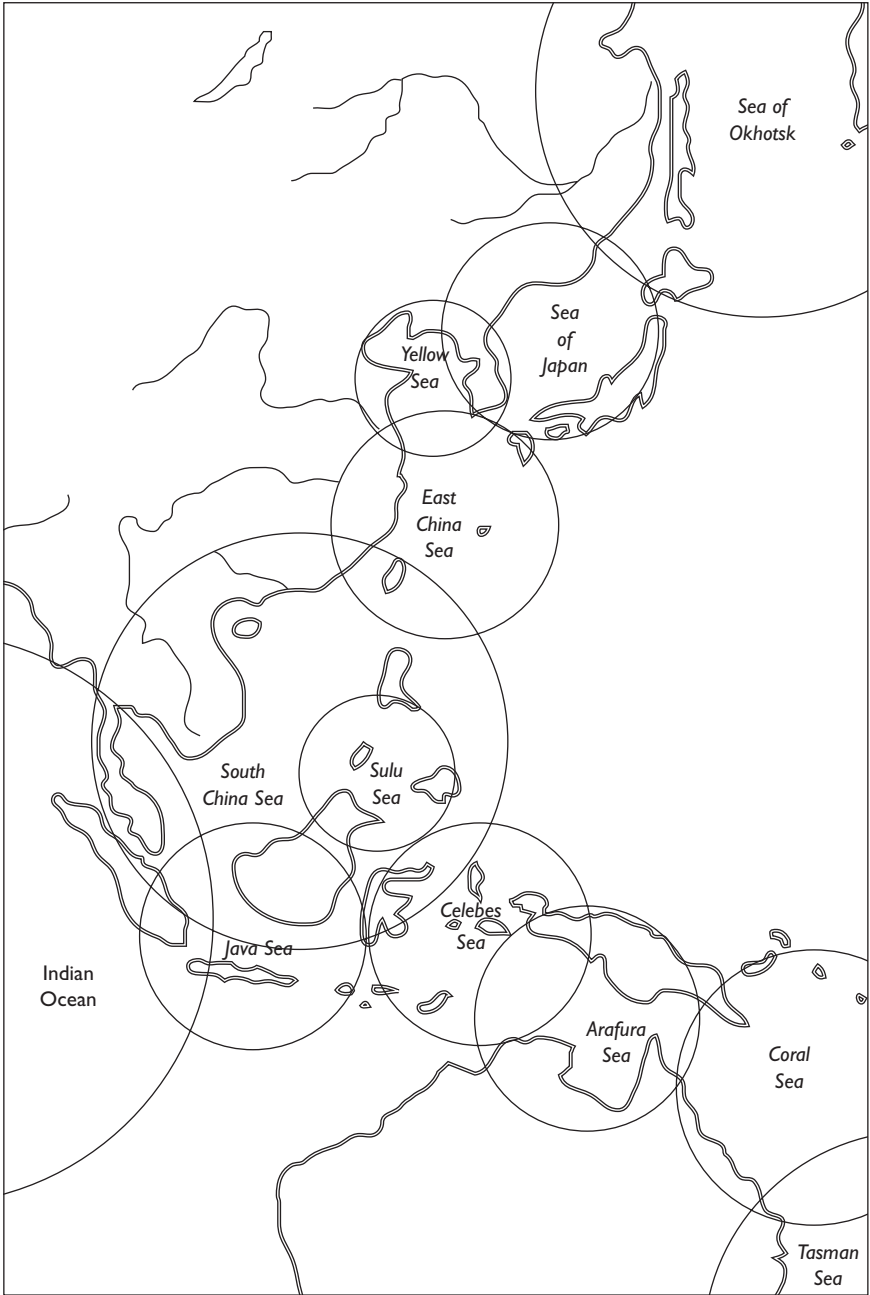 Sea of
Okhotsk
Sea
of
Japan
Yellow
Sea
East
China
Sea
South
China Sea
Sulu
Sea
Celebes
Sea
Java Sea
Indian
Ocean
Arafura
Sea
Coral
Sea
Tasman
Sea